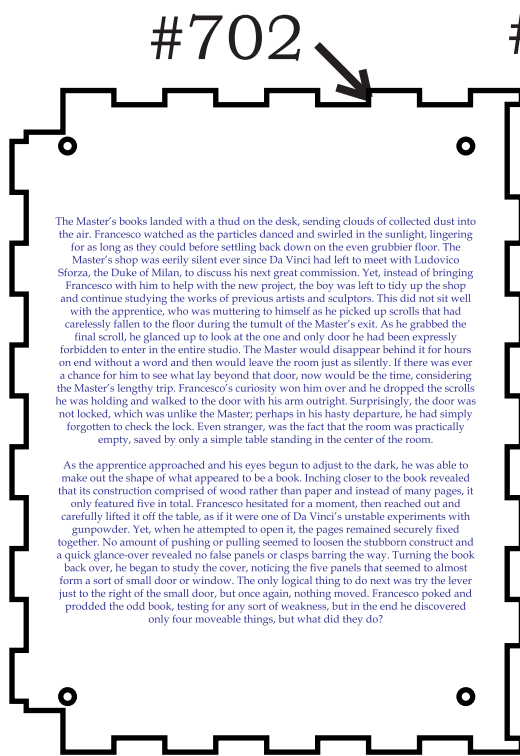 #702
The Master's books landed with a thud on the desk, sending clouds of collected dust into
the air. Francesco watched as the particles danced and swirled in the sunlight, lingering
for as long as they could before settling back down on the even grubbier floor. The
Master's shop was eerily silent ever since Da Vinci had left to meet with Ludovico
Sforza, the Duke of Milan, to discuss his next great commission. Yet, instead of bringing
Francesco with him to help with the new project, the boy was left to tidy up the shop
and continue studying the works of previous artists and sculptors. This did not sit well
with the apprentice, who was muttering to himself as he picked up scrolls that had
carelessly fallen to the floor during the tumult of the Master's exit. As he grabbed the
final scroll, he glanced up to look at the one and only door he had been expressly
forbidden to enter in the entire studio. The Master would disappear behind it for hours
on end without a word and then would leave the room just as silently. If there was ever
a chance for him to see what lay beyond that door, now would be the time, considering
the Master's lengthy trip. Francesco's curiosity won him over and he dropped the scrolls
he was holding and walked to the door with his arm outright. Surprisingly, the door was
not locked, which was unlike the Master; perhaps in his hasty departure, he had simply
forgotten to check the lock. Even stranger, was the fact that the room was practically
empty, saved by only a simple table standing in the center of the room.
As the apprentice approached and his eyes begun to adjust to the dark, he was able to
make out the shape of what appeared to be a book. Inching closer to the book revealed
that its construction comprised of wood rather than paper and instead of many pages, it
only featured five in total. Francesco hesitated for a moment, then reached out and
carefully lifted it off the table, as if it were one of Da Vinci's unstable experiments with
gunpowder. Yet, when he attempted to open it, the pages remained securely fixed
together. No amount of pushing or pulling seemed to loosen the stubborn construct and
a quick glance-over revealed no false panels or clasps barring the way. Turning the book
back over, he began to study the cover, noticing the five panels that seemed to almost
form a sort of small door or window. The only logical thing to do next was try the lever
just to the right of the small door, but once again, nothing moved. Francesco poked and
prodded the odd book, testing for any sort of weakness, but in the end he discovered
only four moveable things, but what did they do?